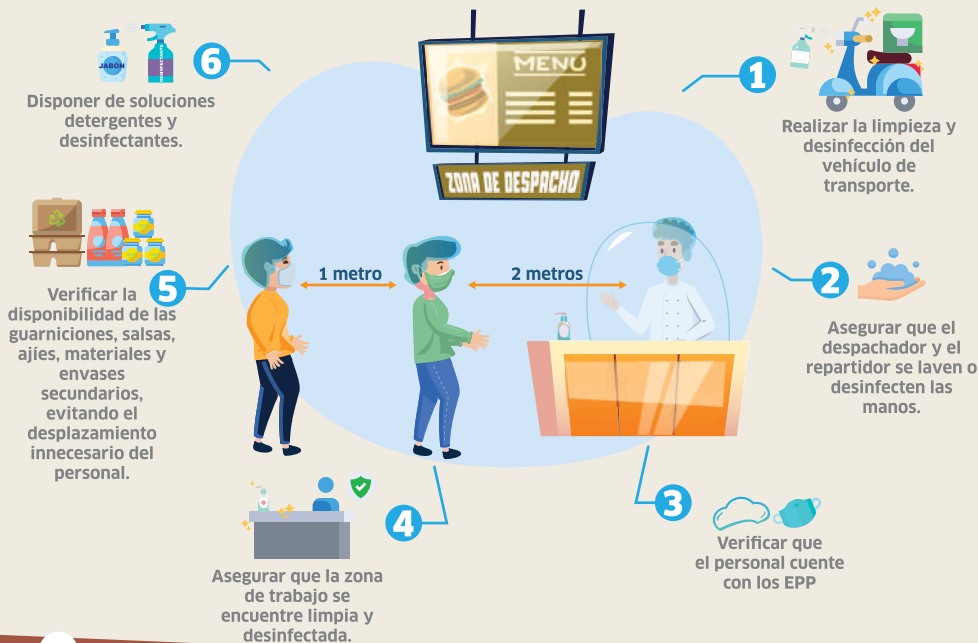 MENÚ
ZONA DE DESPACHO
1 metro
2 metros
1
Realizar la limpieza y
desinfección del
vehículo de
transporte.
2
Asegurar que el
despachador y el
repartidor se laven o
desinfecten las
manos.
3
Verificar que
el personal cuente
con los EPP
4
Asegurar que la zona
de trabajo se
encuentre limpia y
desinfectada.
5
Verificar la
disponibilidad de las
guarniciones, salsas,
ajíes, materiales y
envases
secundarios,
evitando el
desplazamiento
innecesario del
personal.
6
JABÓN
DESINFECTANTE
Disponer de soluciones
detergentes y
desinfectantes.